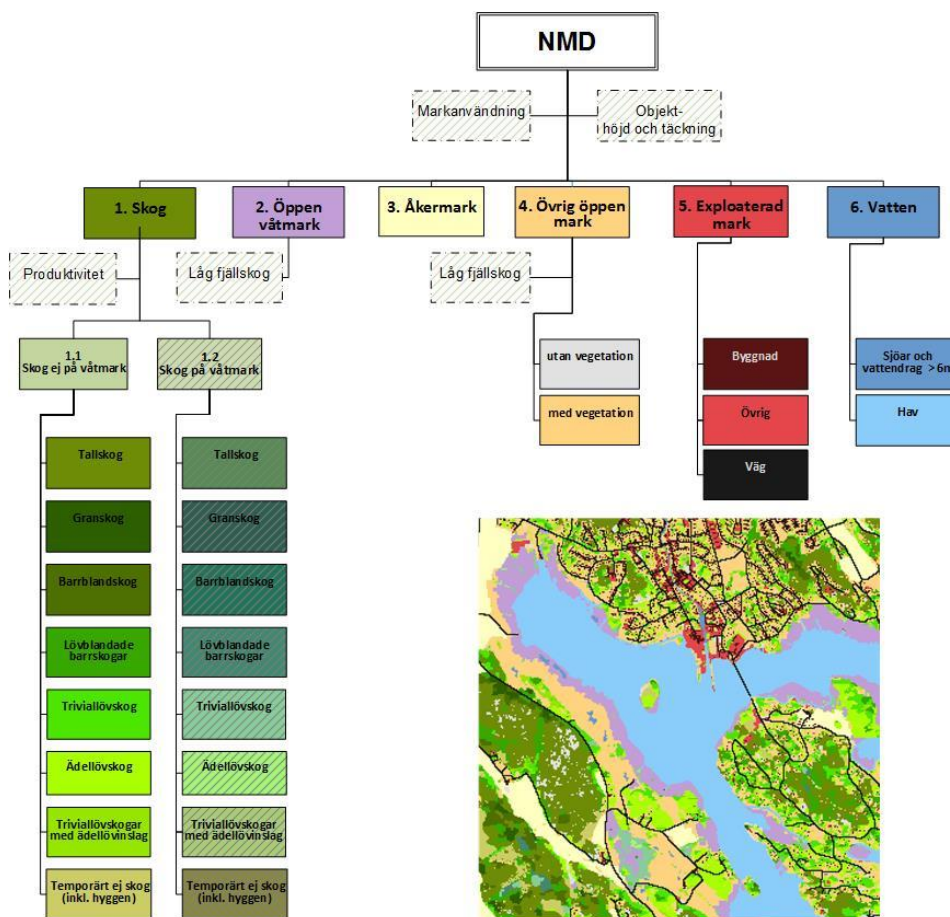 NMD
Markanvändning
Objekt-
höjd och täckning
1. Skog
2. Öppen
våtmark
3. Åkermark
4. Övrig öppen
mark
5. Exploaterad
mark
6. Vatten
Produktivitet
Låg fjällskog
Låg fjällskog
1.1
Skog ej på våtmark
1.2
Skog på våtmark
utan vegetation
med vegetation
Byggnad
Övrig
Väg
Sjöar och
vattendrag >6m
Hav
Tallskog
Granskog
Barrblandskog
Lövblandade
barrskogar
Triviallövskog
Ädellövskog
Triviallövskogar
med ädellövinslag
Temporärt ej skog
(inkl. hyggen)
Tallskog
Granskog
Barrblandskog
Lövblandade
barrskogar
Triviallövskog
Ädellövskog
Triviallövskogar
med ädellövinslag
Temporärt ej skog
(inkl. hyggen)